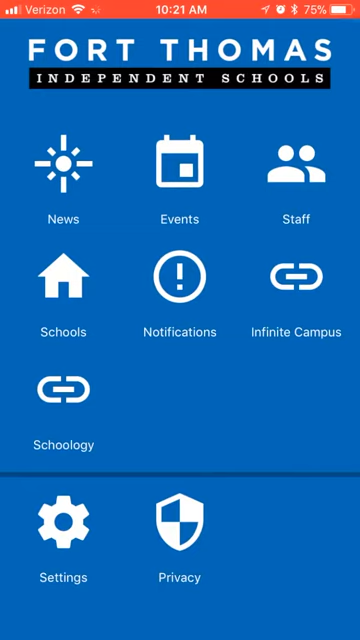 Verizon 10:21 AM 75%
FORT THOMAS
INDEPENDENT SCHOOLS
News Events Staff
Schools Notifications Infinite Campus
Schoology
Settings Privacy